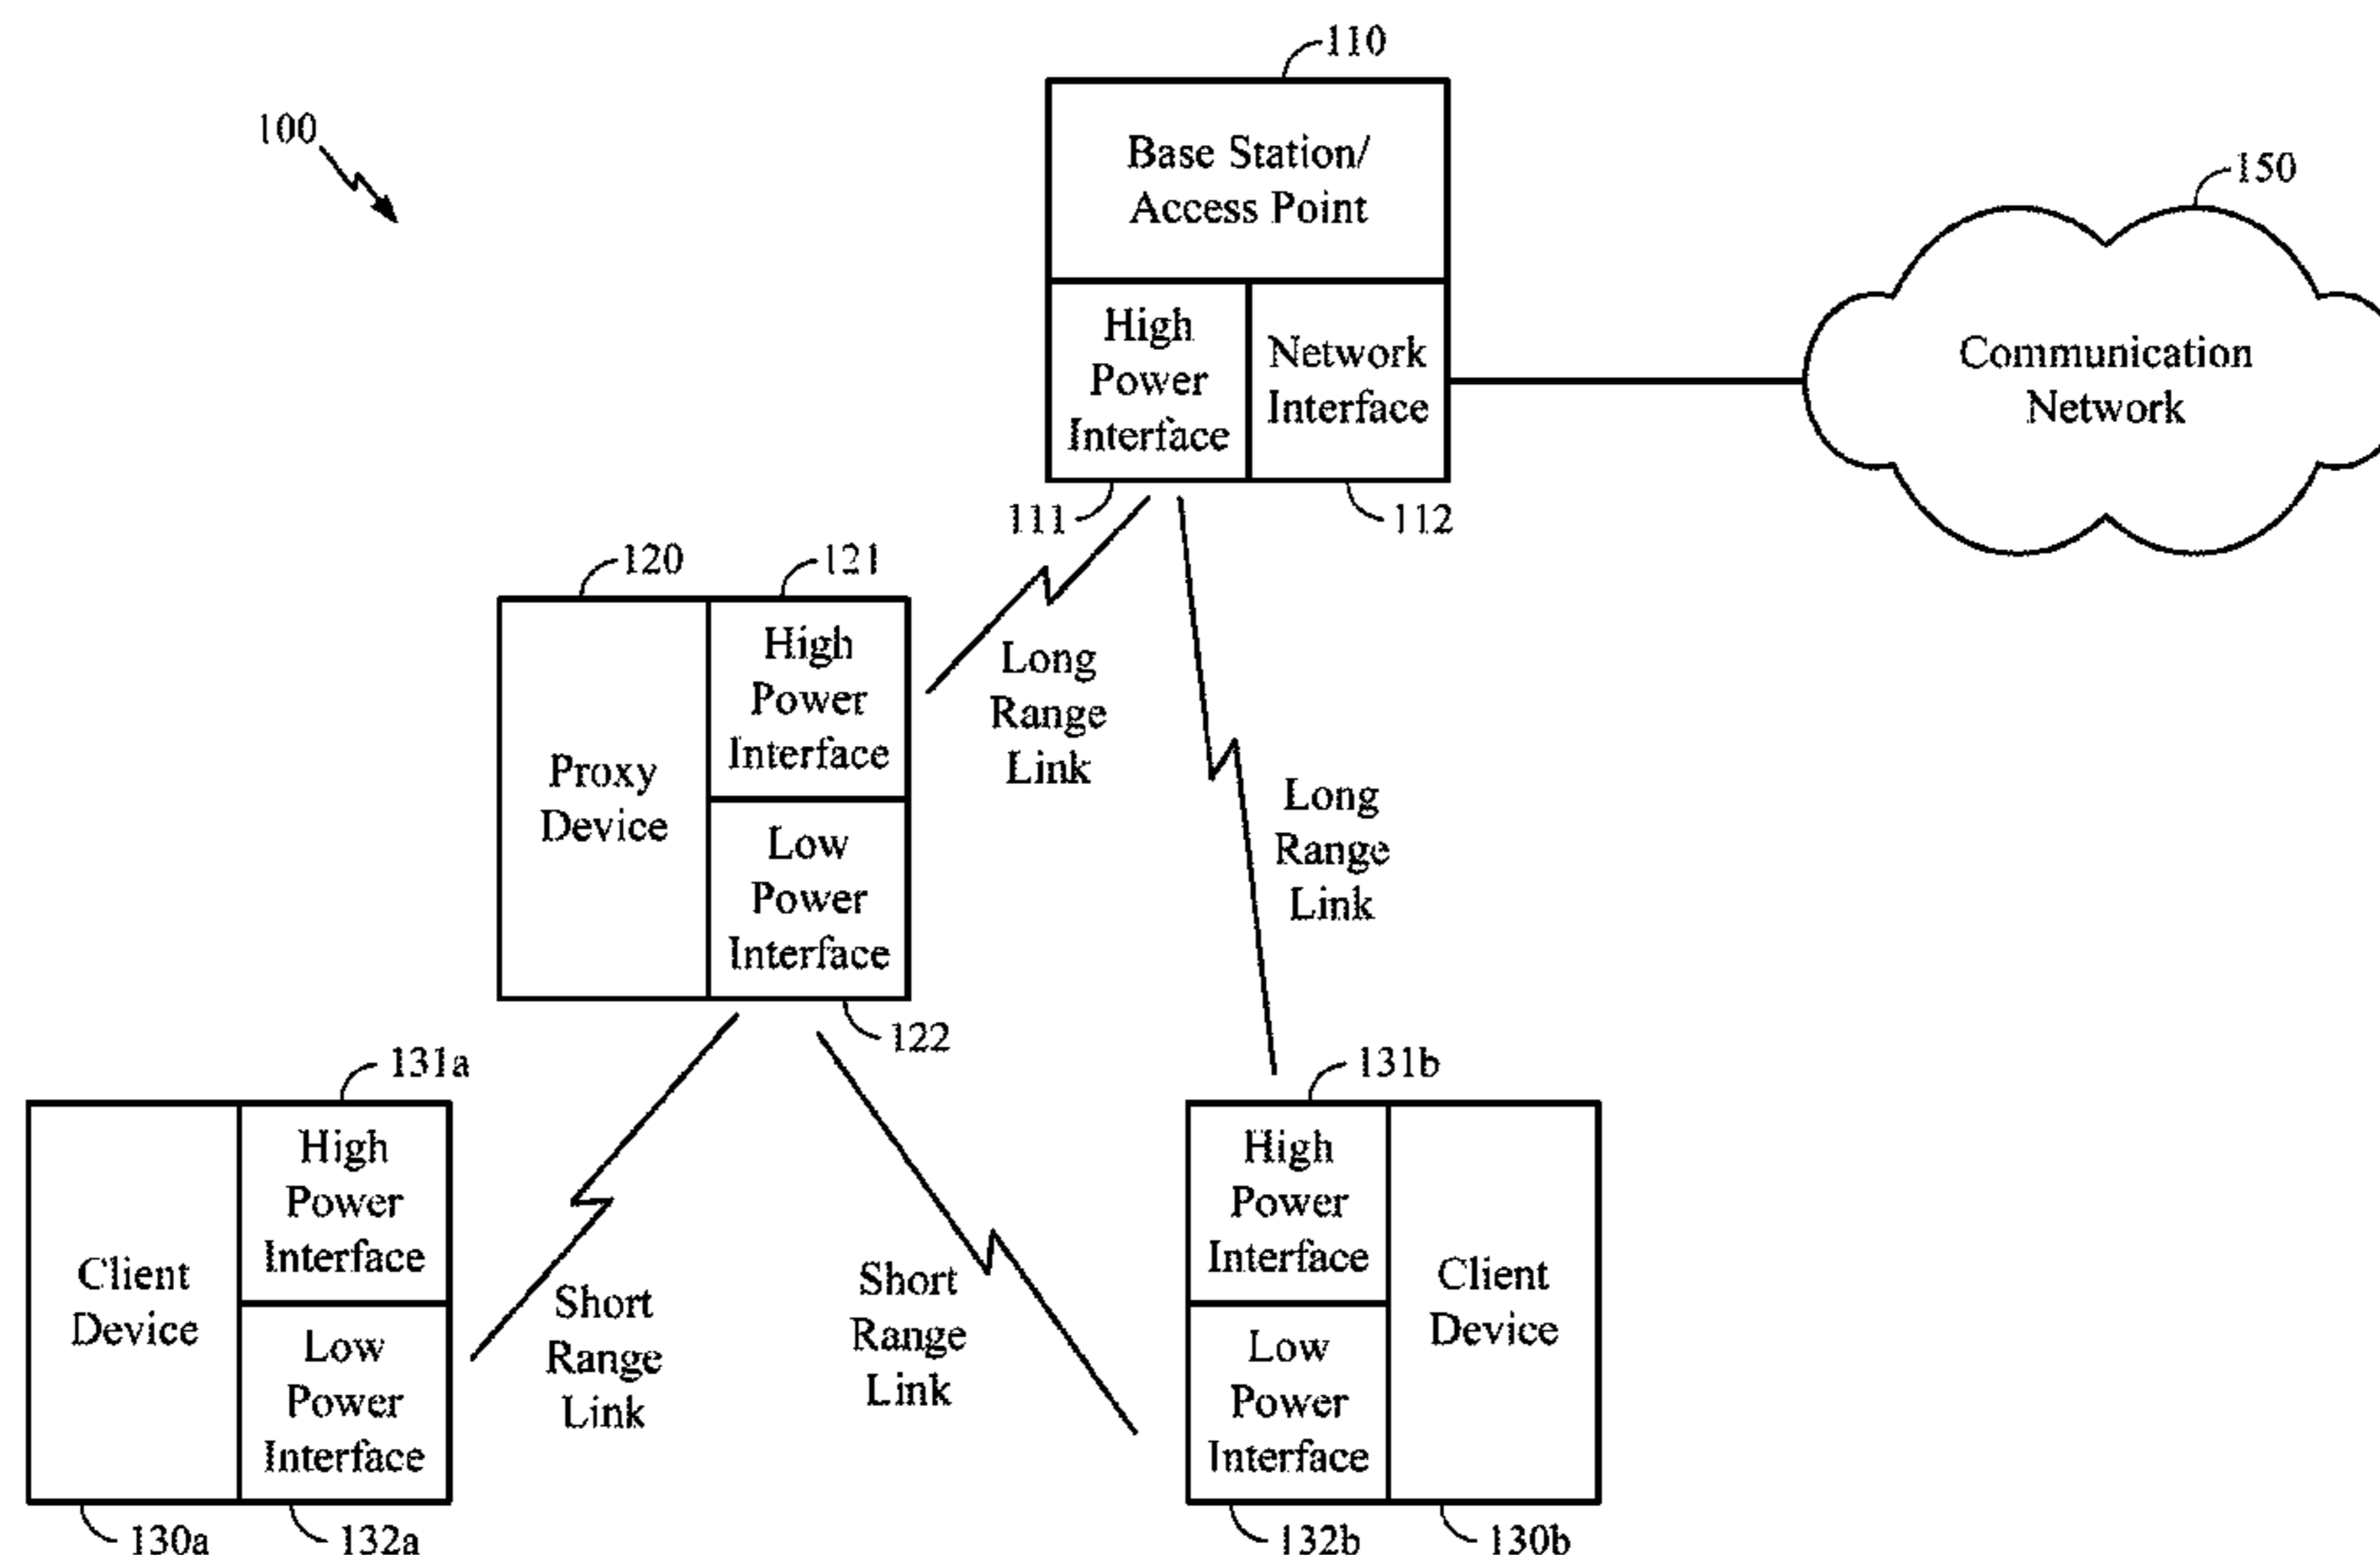 110
100
Base Station/
Access Point
150
High
Power
Interface
Network
Interface
Communication
Network
111
112
120
121
Proxy
Device
High
Power
Interface
Low
Power
Interface
Long
Range
Link
Long
Range
Link
122
131a
131b
Client
Device
High
Power
Interface
Low
Power
Interface
Short
Range
Link
Short
Range
Link
High
Power
Interface
Low
Power
Interface
Client
Device
130a
132a
132b
130b